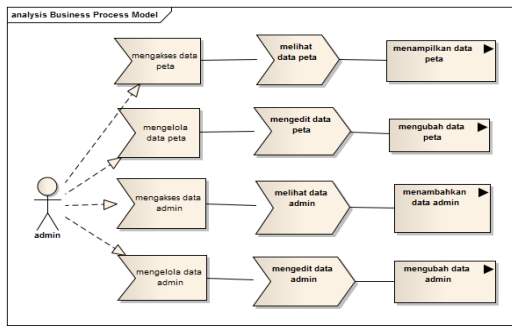 analysis Business Process Model
mengakses data
peta
melihat
data peta
menampilkan data
peta
mengelola
data peta
mengedit data
peta
mengubah data
peta
mengakses data
admin
melihat data
admin
menambahkan
data admin
mengelola data
admin
mengedit data
admin
mengubah data
admin
admin